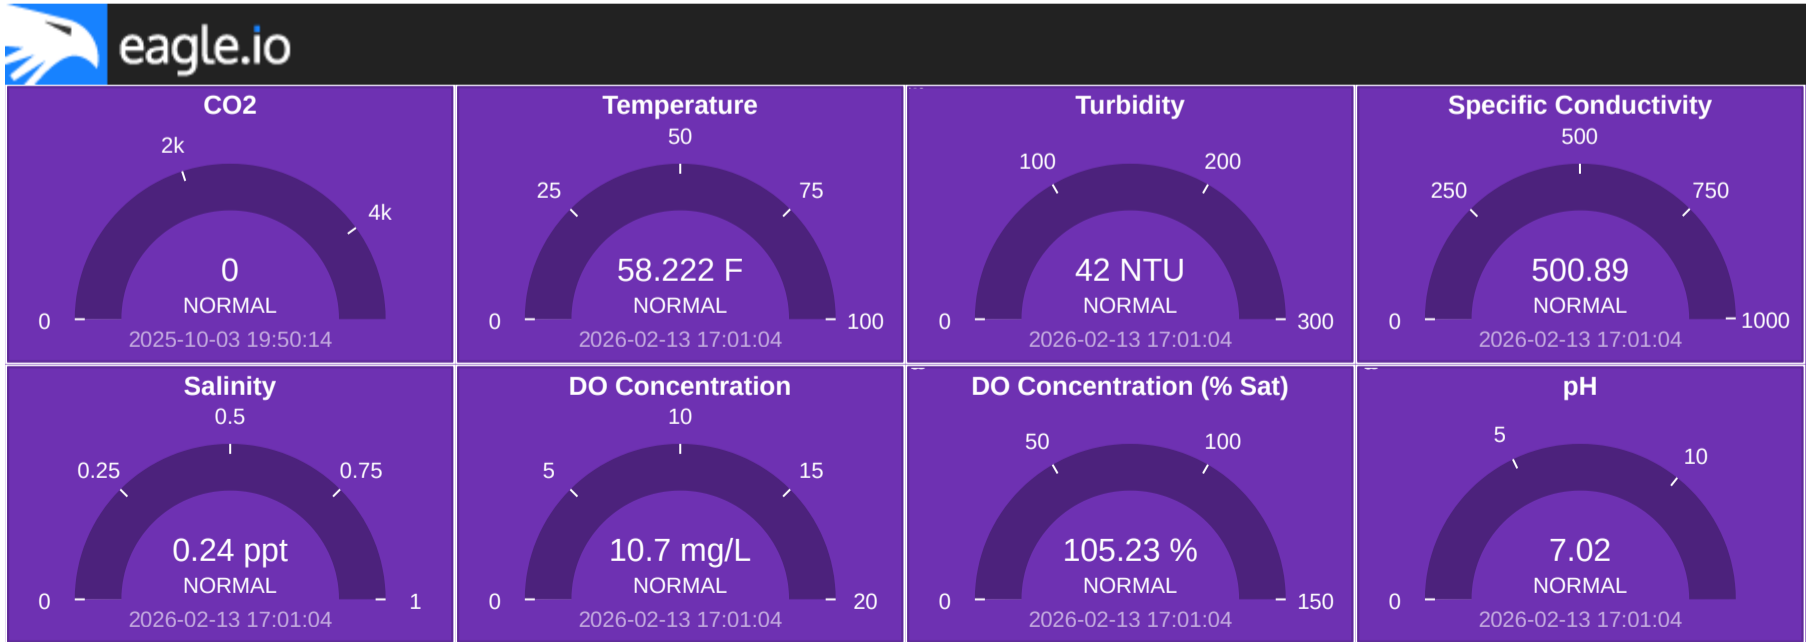 eagle.io
CO2
2k
4k
0
0
NORMAL
2025-10-03 19:50:14
Temperature
50
25
75
58.222 F
NORMAL
0
100
2026-02-13 17:01:04
Turbidity
100
200
42 NTU
NORMAL
0
300
2026-02-13 17:01:04
Specific Conductivity
500
250
750
500.89
NORMAL
0
1000
2026-02-13 17:01:04
Salinity
0.5
0.25
0.75
0.24 ppt
NORMAL
0
1
2026-02-13 17:01:04
DO Concentration
10
5
15
10.7 mg/L
NORMAL
0
20
2026-02-13 17:01:04
DO Concentration (% Sat)
50
100
105.23 %
NORMAL
0
150
2026-02-13 17:01:04
pH
5
10
7.02
NORMAL
0
2026-02-13 17:01:04